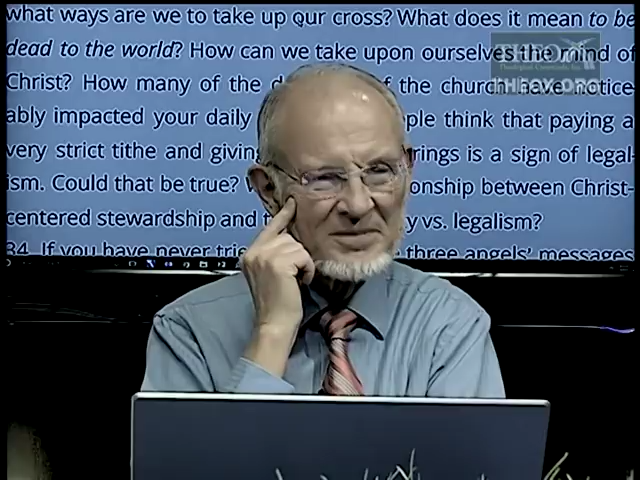 what ways are we to take up our cross? What does it mean to be
dead to the world? How can we take upon ourselves the mind of
Christ? How many of the of the church have notice-
ably impacted your daily ple think that paying a
very strict tithe and giving rings is a sign of legal-
ism. Could that be true? onship between Christ-
centered stewardship and y vs. legalism?
34. If you have never trie three angels' messages
THEOX
THEOX.ORG